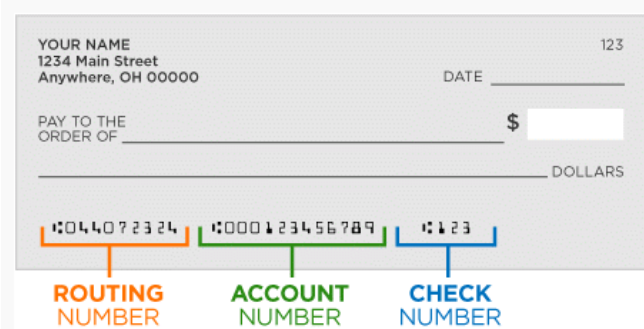 YOUR NAME 123
1234 Main Street
Anywhere, OH 00000 DATE
PAY TO THE
ORDER OF $
DOLLARS
⑆044072324 ⑆000123456789 ⑆123
ROUTING NUMBER
ACCOUNT NUMBER
CHECK NUMBER